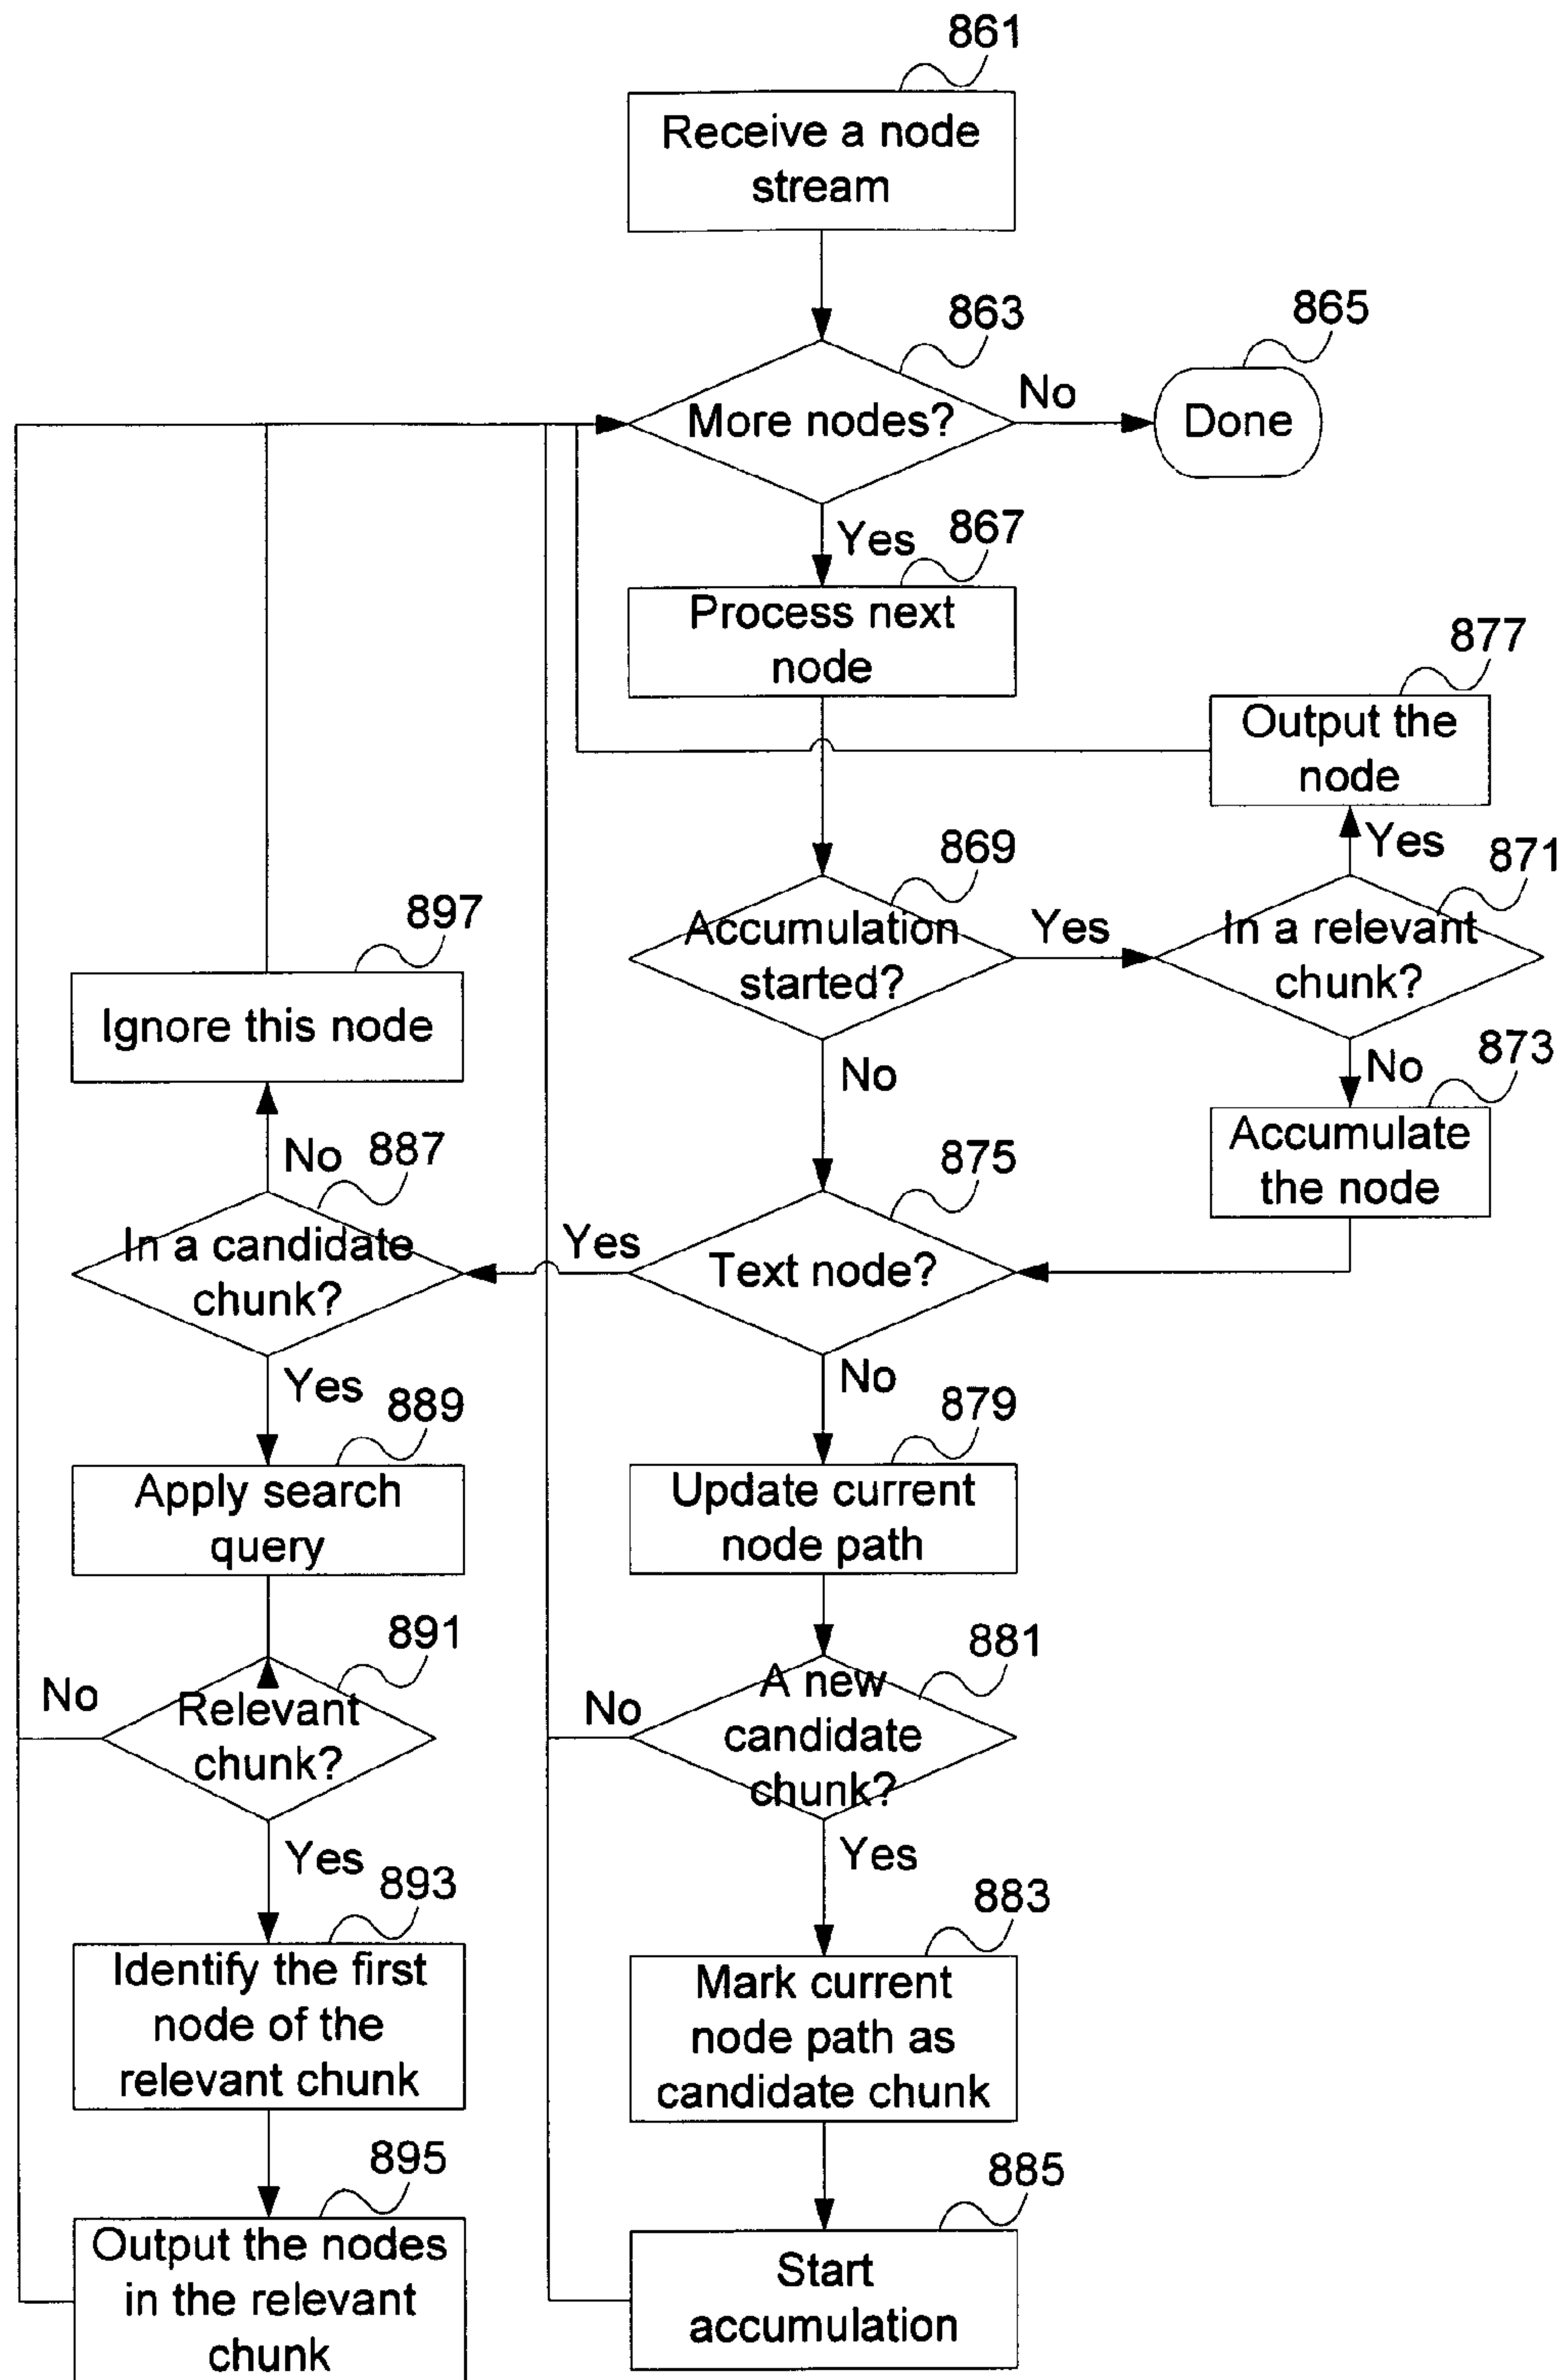 861
Receive a node
stream
863
865
More nodes?
No
Done
Yes
867
Process next
node
877
Output the
node
Yes
869
871
Accumulation
started?
Yes
In a relevant
chunk?
897
Ignore this node
No
No
873
Accumulate
the node
No
887
875
In a candidate
chunk?
Yes
Text node?
Yes
No
889
879
Apply search
query
Update current
node path
891
881
No
Relevant
chunk?
No
A new
candidate
chunk?
Yes
Yes
893
883
Identify the first
node of the
relevant chunk
Mark current
node path as
candidate chunk
895
885
Output the nodes
in the relevant
chunk
Start
accumulation